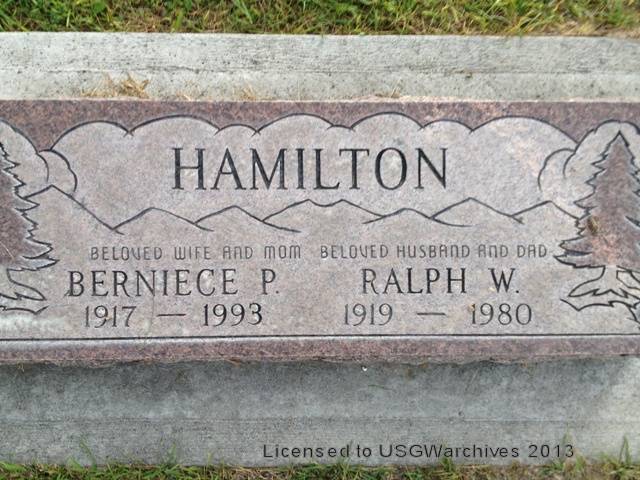 HAMILTON
BELOVED WIFE AND MOM BELOVED HUSBAND AND DAD
BERNIECE P. RALPH W.
1917 — 1993 1919 — 1980
Licensed to USGWarchives 2013